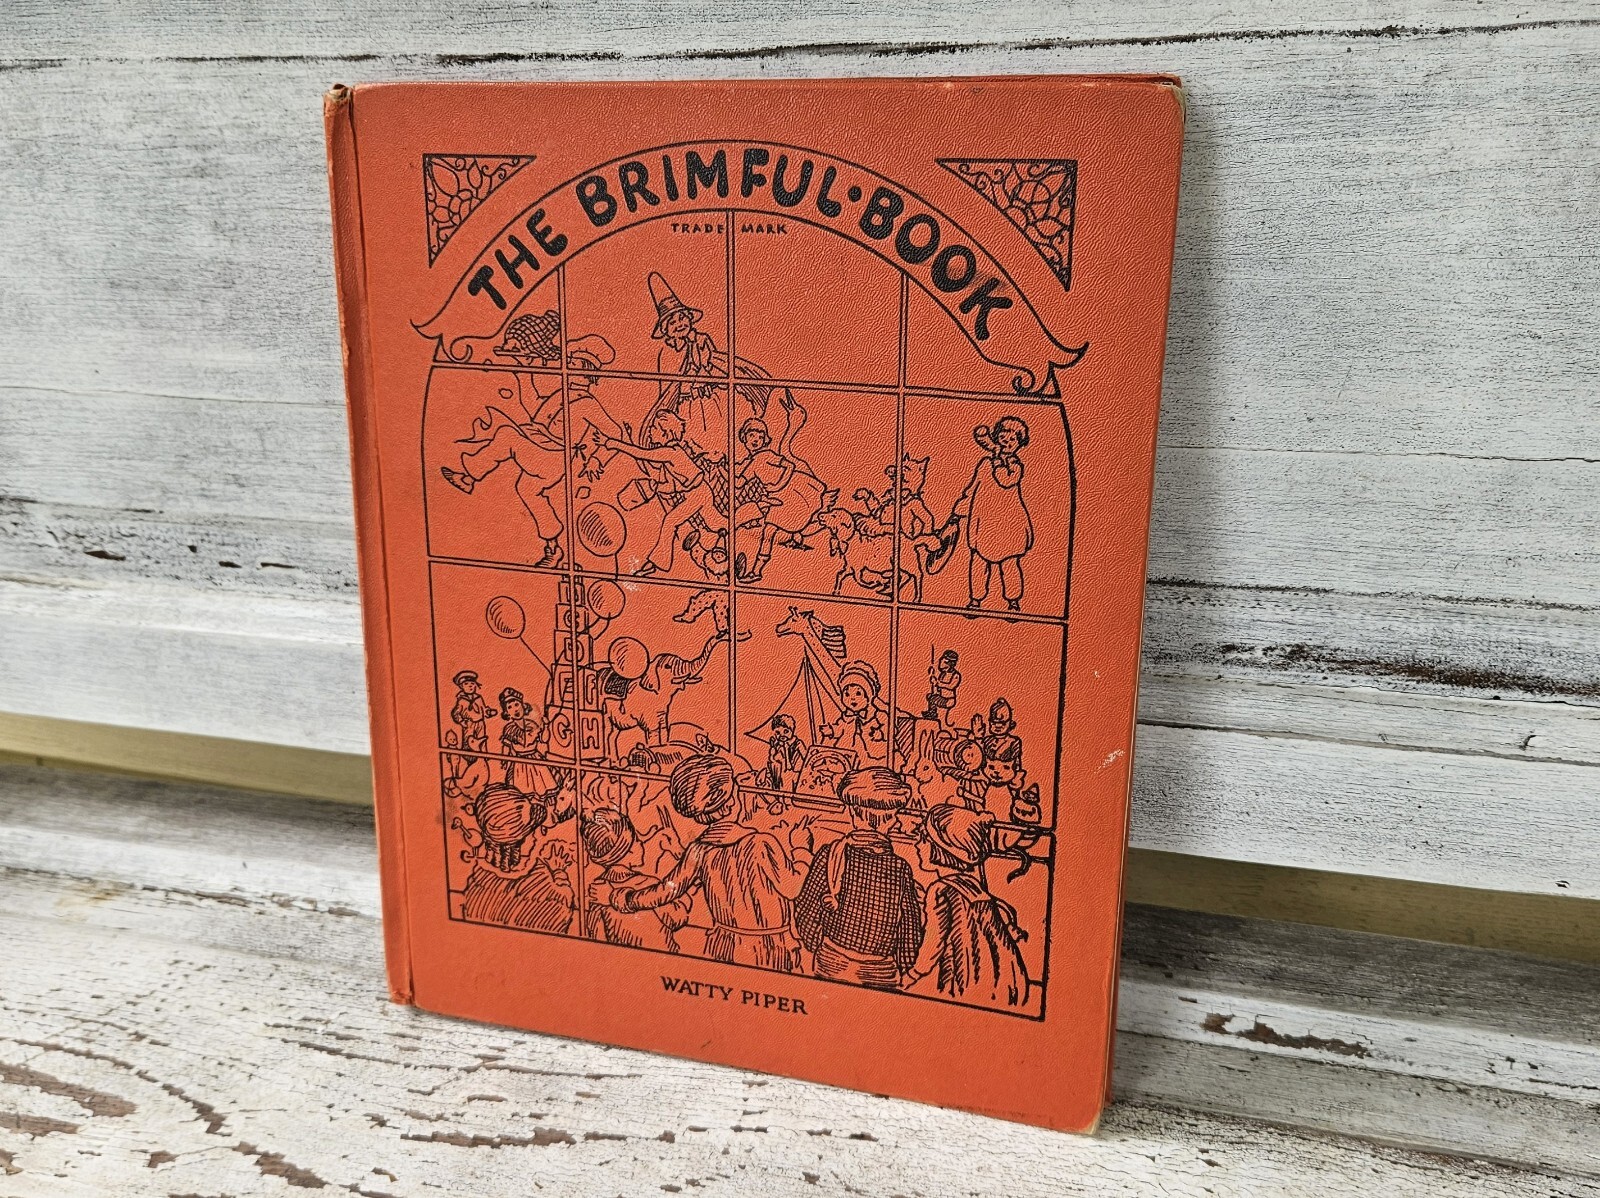 THE BRIMFUL·BOOK
TRADE MARK
WATTY PIPER